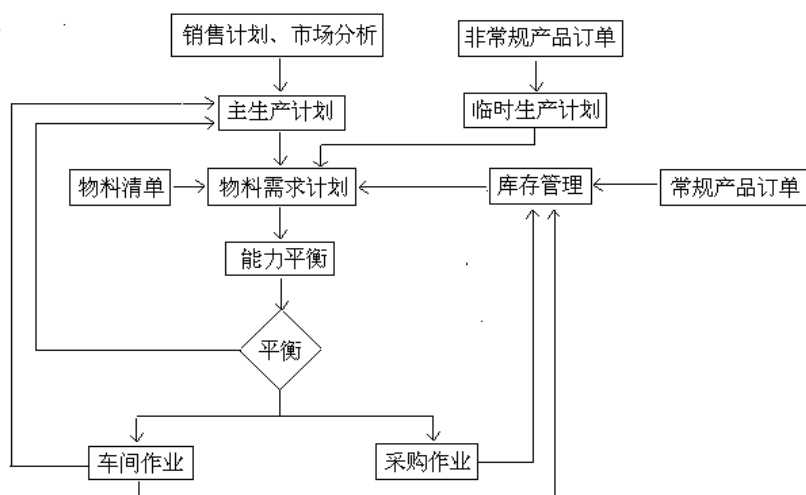 销售计划、市场分析
非常规产品订单
主生产计划
临时生产计划
物料清单
物料需求计划
库存管理
常规产品订单
能力平衡
平衡
车间作业
采购作业